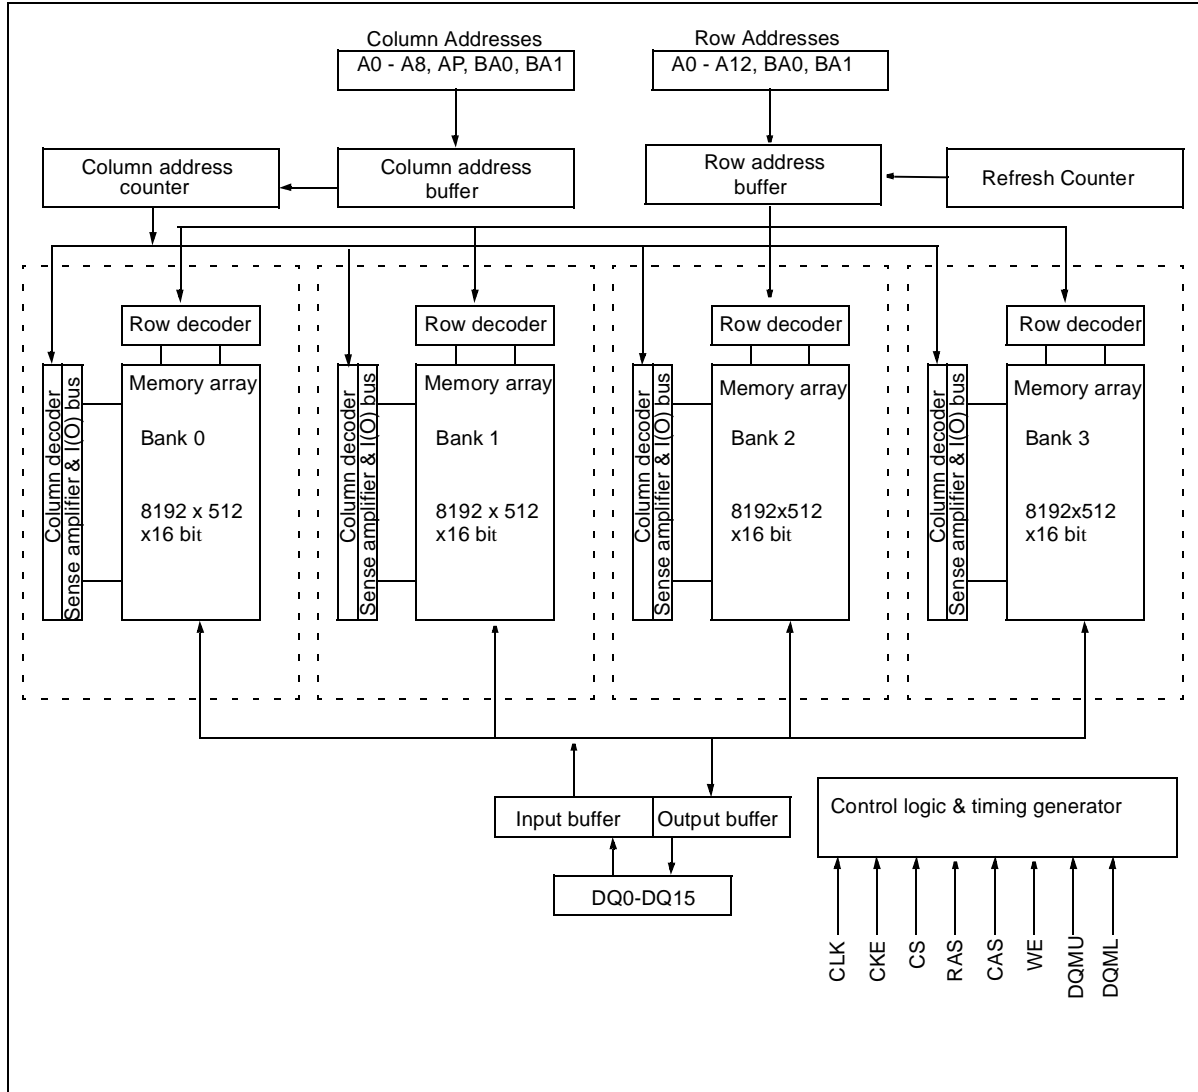 Column Addresses
A0 - A8, AP, BA0, BA1
Row Addresses
A0 - A12, BA0, BA1
Column address
counter
Column address
buffer
Row address
buffer
Refresh Counter
Row decoder
Row decoder
Row decoder
Row decoder
Column decoder
Sense amplifier & I(O) bus
Memory array
Bank 0
8192 x 512
x16 bit
Column decoder
Sense amplifier & I(O) bus
Memory array
Bank 1
8192 x 512
x16 bit
Column decoder
Sense amplifier & I(O) bus
Memory array
Bank 2
8192x512
x16 bit
Column decoder
Sense amplifier & I(O) bus
Memory array
Bank 3
8192x512
x16 bit
Input buffer
Output buffer
DQ0-DQ15
Control logic & timing generator
CLK
CKE
CS
RAS
CAS
WE
DQMU
DQML